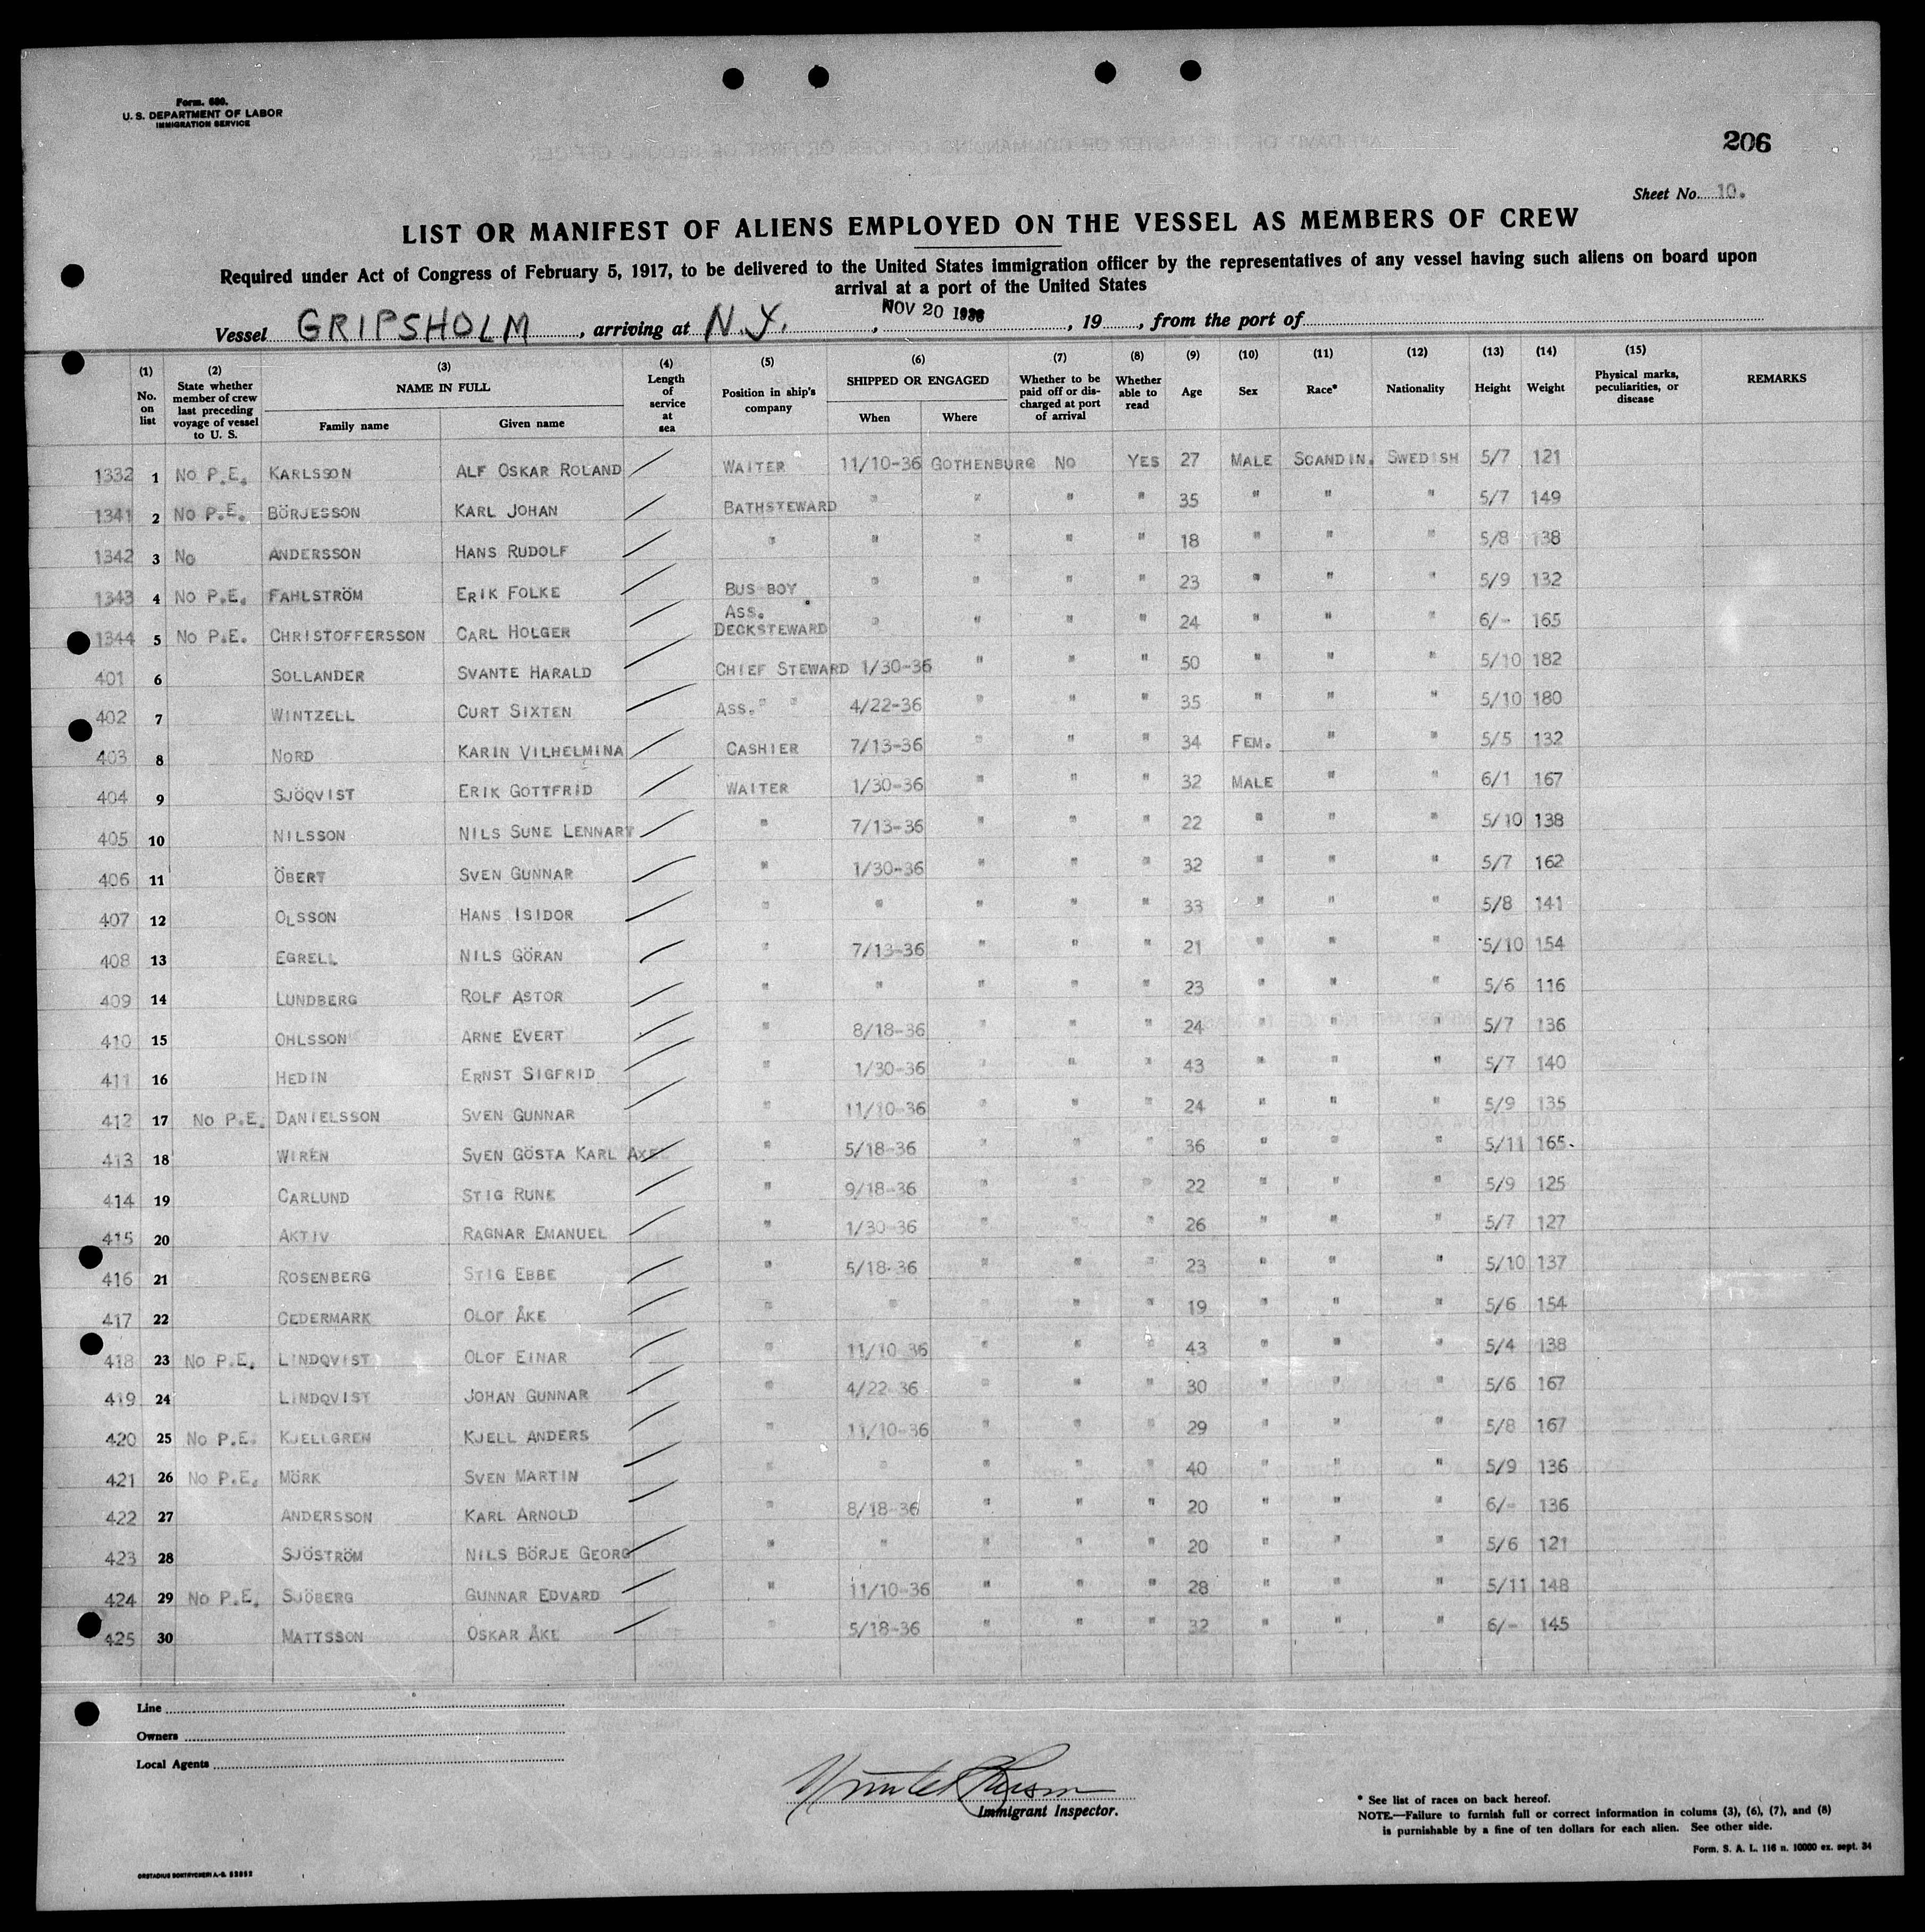 Form. 680.
U. S. DEPARTMENT OF LABOR
IMMIGRATION SERVICE
206
Sheet No. 10.
LIST OR MANIFEST OF ALIENS EMPLOYED ON THE VESSEL AS MEMBERS OF CREW
Required under Act of Congress of February 5, 1917, to be delivered to the United States immigration officer by the representatives of any vessel having such aliens on board upon
arrival at a port of the United States
Vessel GRIPSHOLM, arriving at N.Y., NOV 20 1936, 19, from the port of
(1) No. on list (2) State whether member of crew last preceding voyage of vessel to U. S. (3) NAME IN FULL Family name Given name (4) Length of service at sea (5) Position in ship's company (6) SHIPPED OR ENGAGED When Where (7) Whether to be paid off or discharged at port of arrival (8) Whether able to read (9) Age (10) Sex (11) Race* (12) Nationality (13) Height (14) Weight (15) Physical marks, peculiarities, or disease REMARKS
1332 1 NO P.E. KARLSSON ALF OSKAR ROLAND WAITER 11/10-36 GOTHENBURG NO YES 27 MALE SCANDIN. SWEDISH 5/7 121
1341 2 NO P.E. BÖRJESSON KARL JOHAN BATHSTEWARD " " " " 35 " " " 5/7 149
1342 3 NO ANDERSSON HANS RUDOLF " " " " " 18 " " " 5/8 138
1343 4 NO P.E. FAHLSTRÖM ERIK FOLKE BUS BOY " " " " 23 " " " 5/9 132
1344 5 NO P.E. CHRISTOFFERSSON CARL HOLGER ASS. DECKSTEWARD " " " " 24 " " " 6/- 165
401 6 SOLLANDER SVANTE HARALD CHIEF STEWARD 1/30-36 " " " 50 " " " 5/10 182
402 7 WINTZELL CURT SIXTEN ASS. " " 4/22-36 " " " 35 " " " 5/10 180
403 8 NORD KARIN VILHELMINA CASHIER 7/13-36 " " " 34 FEM. " " 5/5 132
404 9 SJÖQVIST ERIK GOTTFRID WAITER 1/30-36 " " " 32 MALE " " 6/1 167
405 10 NILSSON NILS SUNE LENNART " 7/13-36 " " " 22 " " " 5/10 138
406 11 ÖBERT SVEN GUNNAR " 1/30-36 " " " 32 " " " 5/7 162
407 12 OLSSON HANS ISIDOR " " " " " 33 " " " 5/8 141
408 13 EGRELL NILS GÖRAN " 7/13-36 " " " 21 " " " 5/10 154
409 14 LUNDBERG ROLF ASTOR " " " " " 23 " " " 5/6 116
410 15 OHLSSON ARNE EVERT " 8/18-36 " " " 24 " " " 5/7 136
411 16 HEDIN ERNST SIGFRID " 1/30-36 " " " 43 " " " 5/7 140
412 17 NO P.E. DANIELSSON SVEN GUNNAR " 11/10-36 " " " 24 " " " 5/9 135
413 18 WIREN SVEN GÖSTA KARL AXEL " 5/18-36 " " " 36 " " " 5/11 165
414 19 CARLUND STIG RUNE " 9/18-36 " " " 22 " " " 5/9 125
415 20 AKTIV RAGNAR EMANUEL " 1/30-36 " " " 26 " " " 5/7 127
416 21 ROSENBERG STIG EBBE " 5/18-36 " " " 23 " " " 5/10 137
417 22 CEDERMARK OLOF ÅKE " " " " " 19 " " " 5/6 154
418 23 NO P.E. LINDQVIST OLOF EINAR " 11/10-36 " " " 43 " " " 5/4 138
419 24 LINDQVIST JOHAN GUNNAR " 4/22-36 " " " 30 " " " 5/6 167
420 25 NO P.E. KJELLGREN KJELL ANDERS " 11/10-36 " " " 29 " " " 5/8 167
421 26 NO P.E. MÖRK SVEN MARTIN " " " " " 40 " " " 5/9 136
422 27 ANDERSSON KARL ARNOLD " 8/18-36 " " " 20 " " " 6/- 136
423 28 SJÖSTRÖM NILS BÖRJE GEORG " " " " " 20 " " " 5/6 121
424 29 NO P.E. SJÖBERG GUNNAR EDVARD " 11/10-36 " " " 28 " " " 5/11 148
425 30 MATTSSON OSKAR ÅKE " 5/18-36 " " " 32 " " " 6/- 145
Line
Owners
Local Agents
Immigrant Inspector.
* See list of races on back hereof.
NOTE.—Failure to furnish full or correct information in colums (3), (6), (7), and (8)
is purnishable by a fine of ten dollars for each alien. See other side.
Form. S. A. L. 116 n. 10000 ex. sept. 34